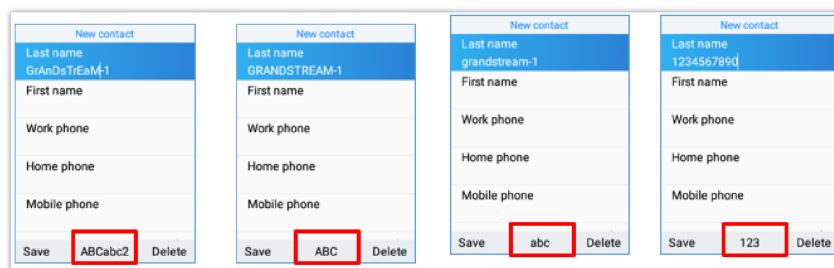 New contact
Last name
GrAnDsTrEaM-1
First name
Work phone
Home phone
Mobile phone
Save ABCabc2 Delete
New contact
Last name
GRANDSTREAM-1
First name
Work phone
Home phone
Mobile phone
Save ABC Delete
New contact
Last name
grandstream-1
First name
Work phone
Home phone
Mobile phone
Save abc Delete
New contact
Last name
1234567890
First name
Work phone
Home phone
Mobile phone
Save 123 Delete